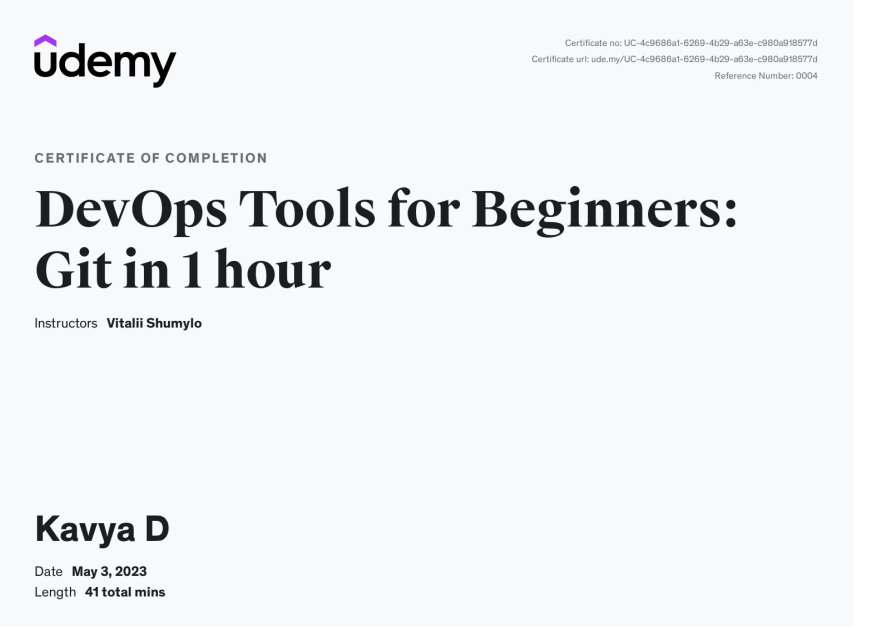 udemy
Certificate no: UC-4c9686a1-6269-4b29-a63e-c980a918577d
Certificate url: ude.my/UC-4c9686a1-6269-4b29-a63e-c980a918577d
Reference Number: 0004
CERTIFICATE OF COMPLETION
DevOps Tools for Beginners:
Git in 1 hour
Instructors Vitalii Shumylo
Kavya D
Date May 3, 2023
Length 41 total mins